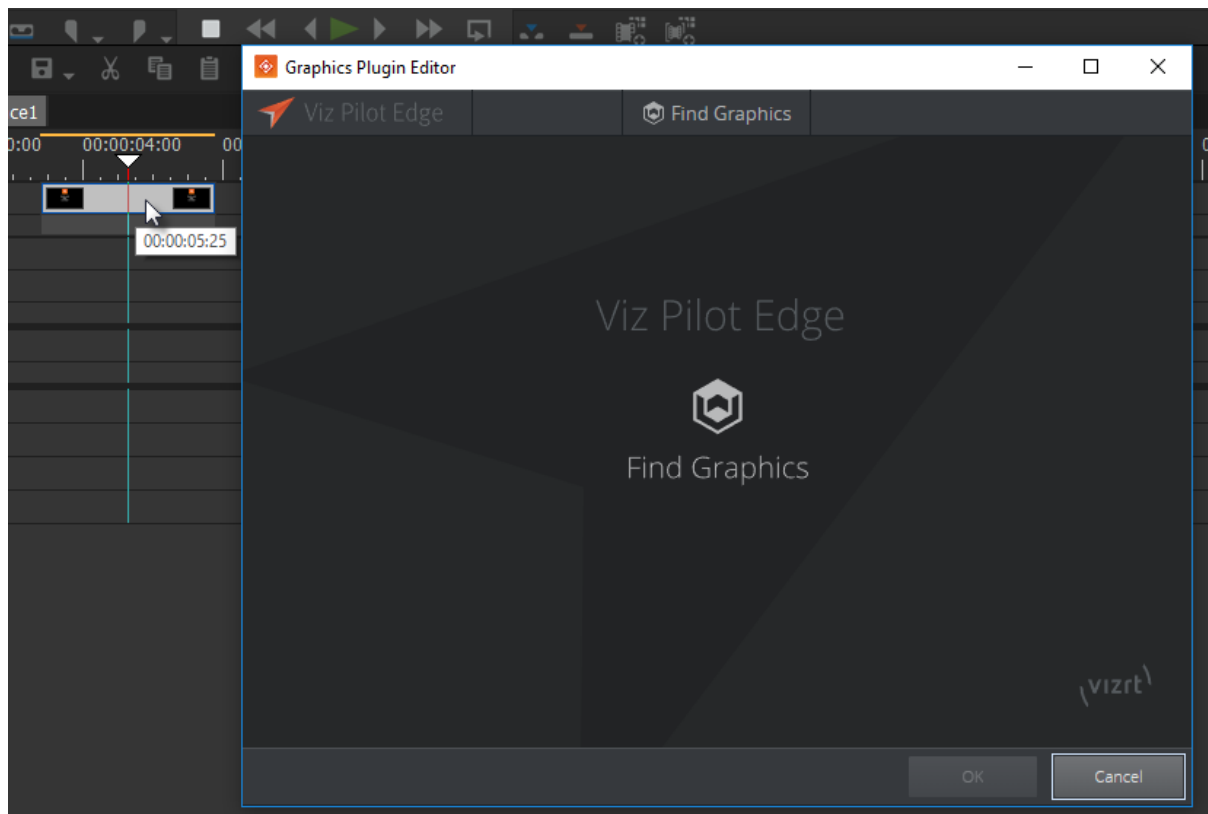 Graphics Plugin Editor
ce1
Viz Pilot Edge
Find Graphics
0:00
00:00:04:00
00
00:00:05:25
Viz Pilot Edge
Find Graphics
vizrt
OK
Cancel